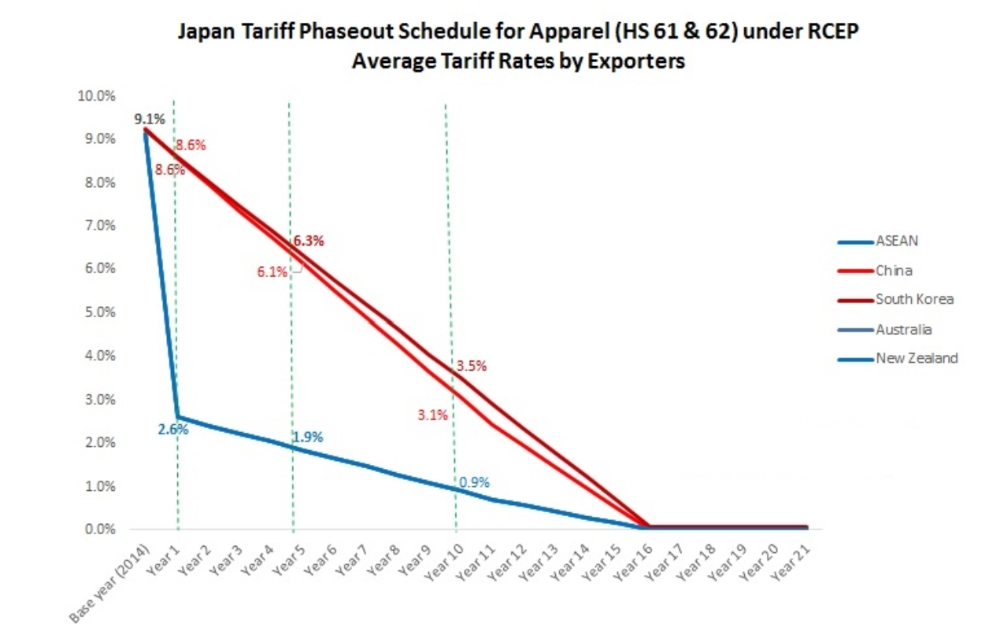 Japan Tariff Phaseout Schedule for Apparel (HS 61 & 62) under RCEP
Average Tariff Rates by Exporters
10.0%
9.0%
8.0%
7.0%
6.0%
5.0%
4.0%
3.0%
2.0%
1.0%
0.0%
9.1%
8.6%
8.6%
6.3%
6.1%
3.5%
3.1%
2.6%
1.9%
0.9%
Base year (2014)
Year 1
Year 2
Year 3
Year 4
Year 5
Year 6
Year 7
Year 8
Year 9
Year 10
Year 11
Year 12
Year 13
Year 14
Year 15
Year 16
Year 17
Year 18
Year 19
Year 20
Year 21
ASEAN
China
South Korea
Australia
New Zealand